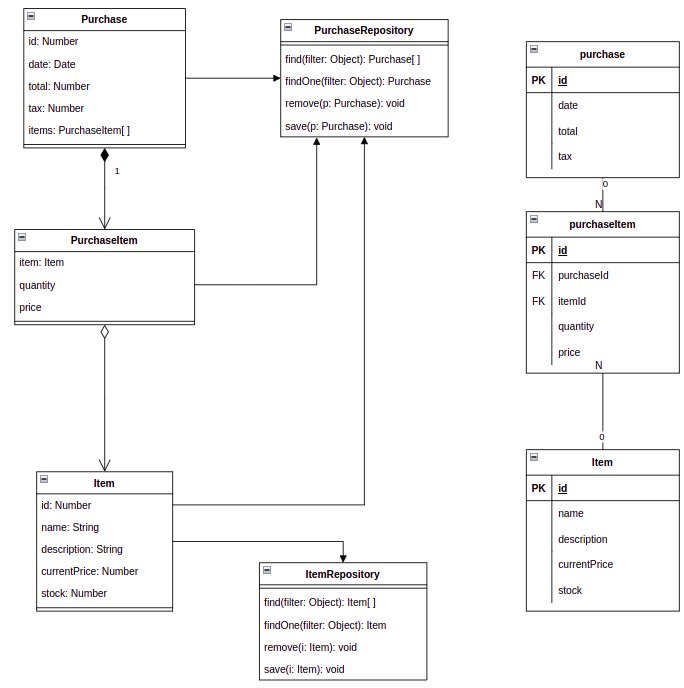 Purchase
id: Number
date: Date
total: Number
tax: Number
items: PurchaseItem[ ]
1
PurchaseItem
item: Item
quantity
price
Item
id: Number
name: String
description: String
currentPrice: Number
stock: Number
PurchaseRepository
find(filter: Object): Purchase[ ]
findOne(filter: Object): Purchase
remove(p: Purchase): void
save(p: Purchase): void
ItemRepository
find(filter: Object): Item[ ]
findOne(filter: Object): Item
remove(i: Item): void
save(i: Item): void
purchase
PK id
date
total
tax
0
N
purchaseItem
PK id
FK purchaseId
FK itemId
quantity
price
N
0
Item
PK id
name
description
currentPrice
stock